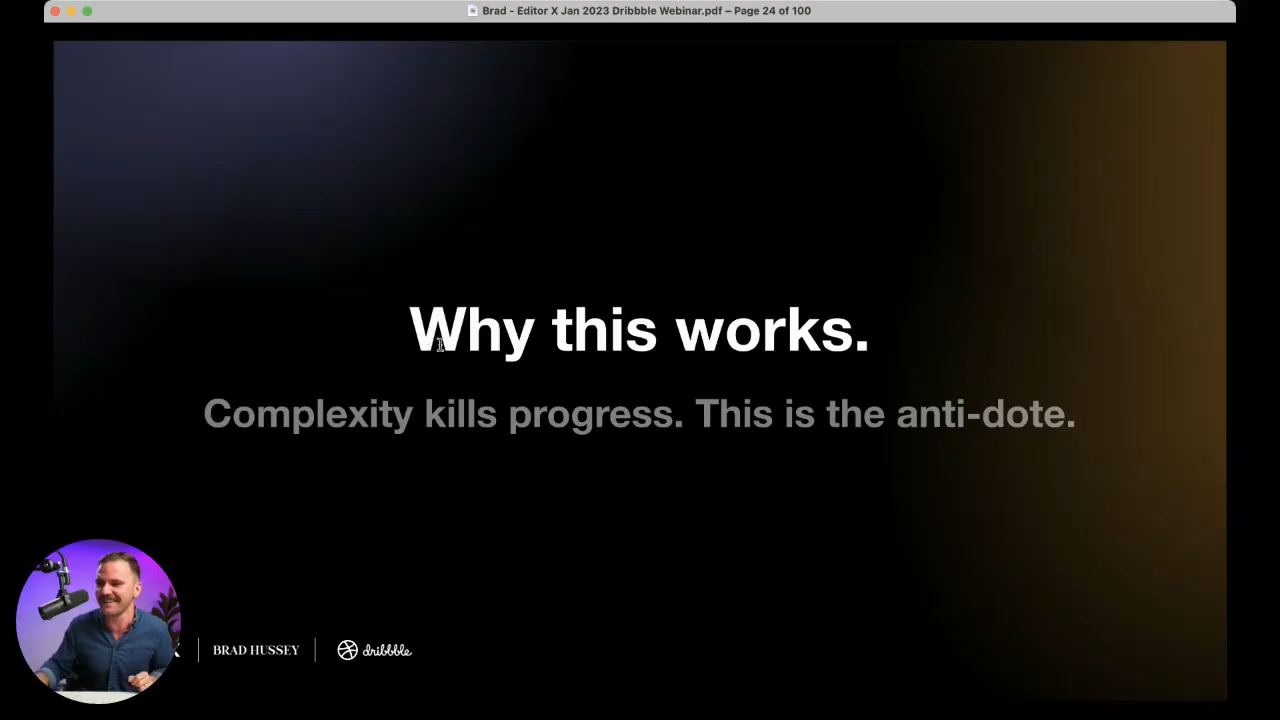 Brad - Editor X Jan 2023 Dribbble Webinar.pdf – Page 24 of 100
Why this works.
Complexity kills progress. This is the anti-dote.
X | BRAD HUSSEY | dribbble